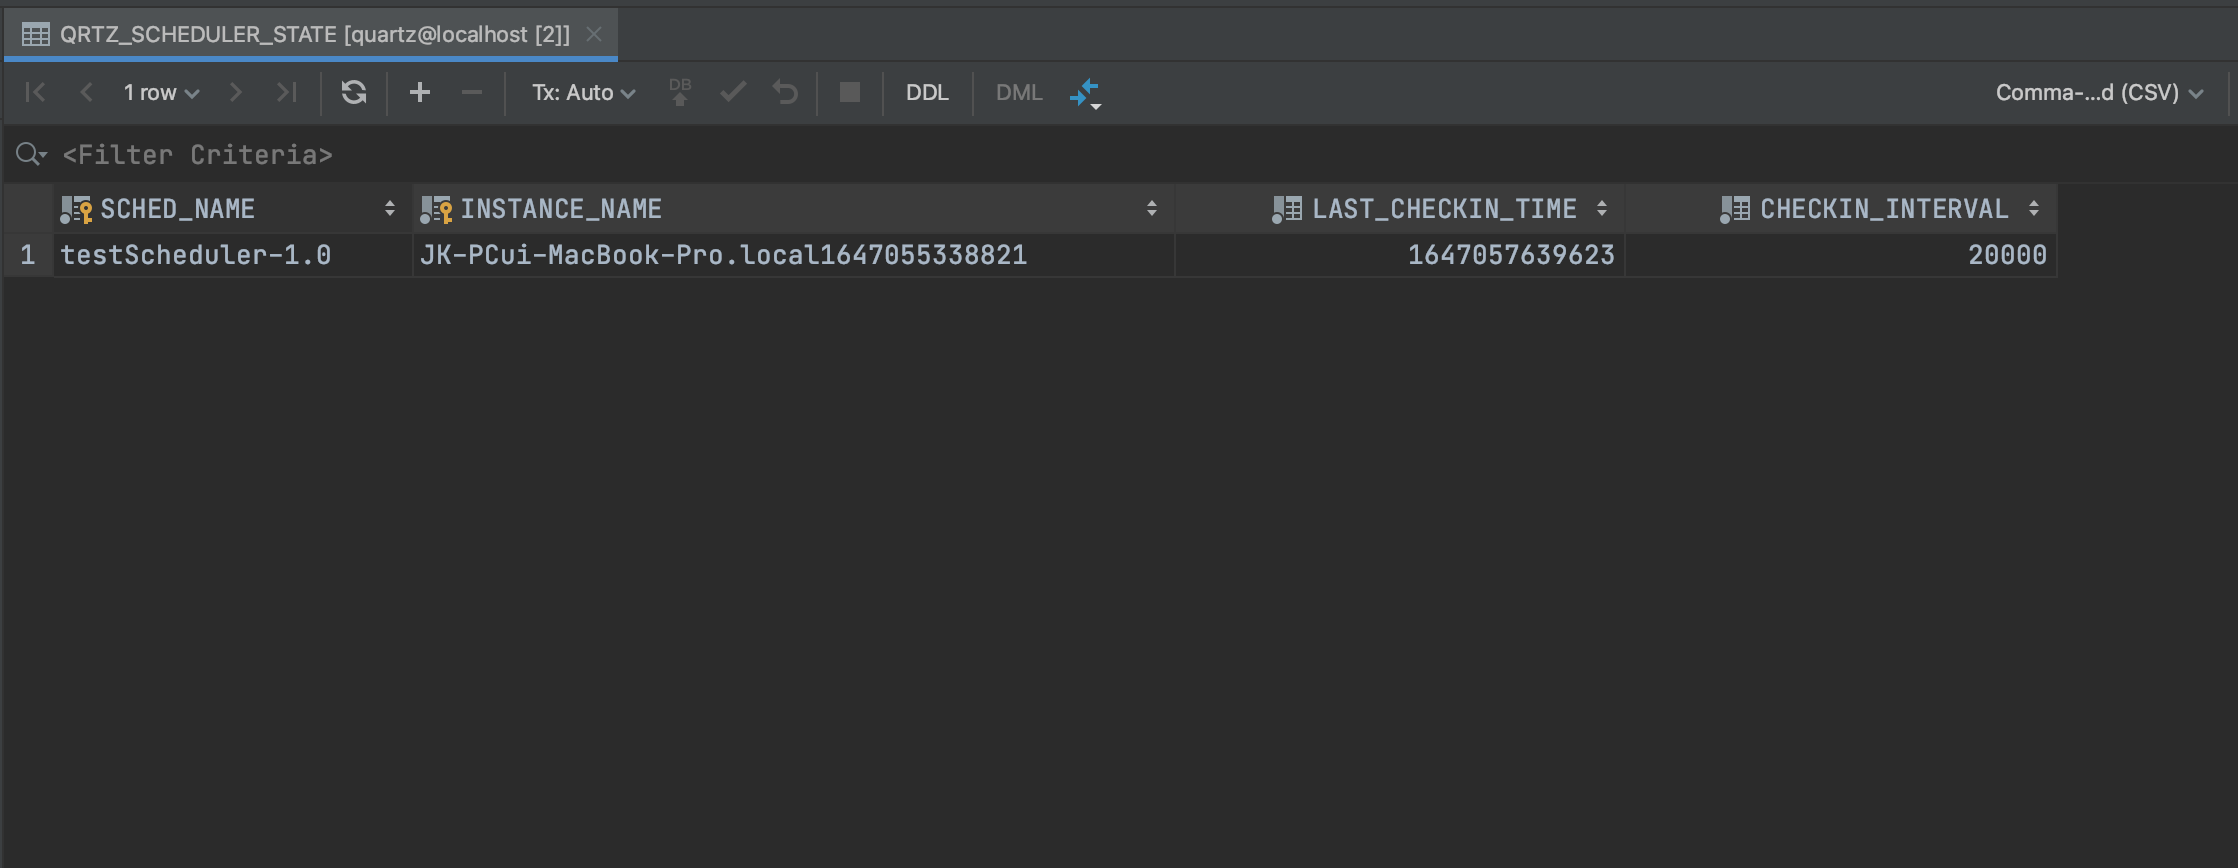 QRTZ_SCHEDULER_STATE [quartz@localhost [2]]
1 row Tx: Auto DB DDL DML Comma-...d (CSV)
<Filter Criteria>
SCHED_NAME INSTANCE_NAME LAST_CHECKIN_TIME CHECKIN_INTERVAL
1 testScheduler-1.0 JK-PCui-MacBook-Pro.local1647055338821 1647057639623 20000